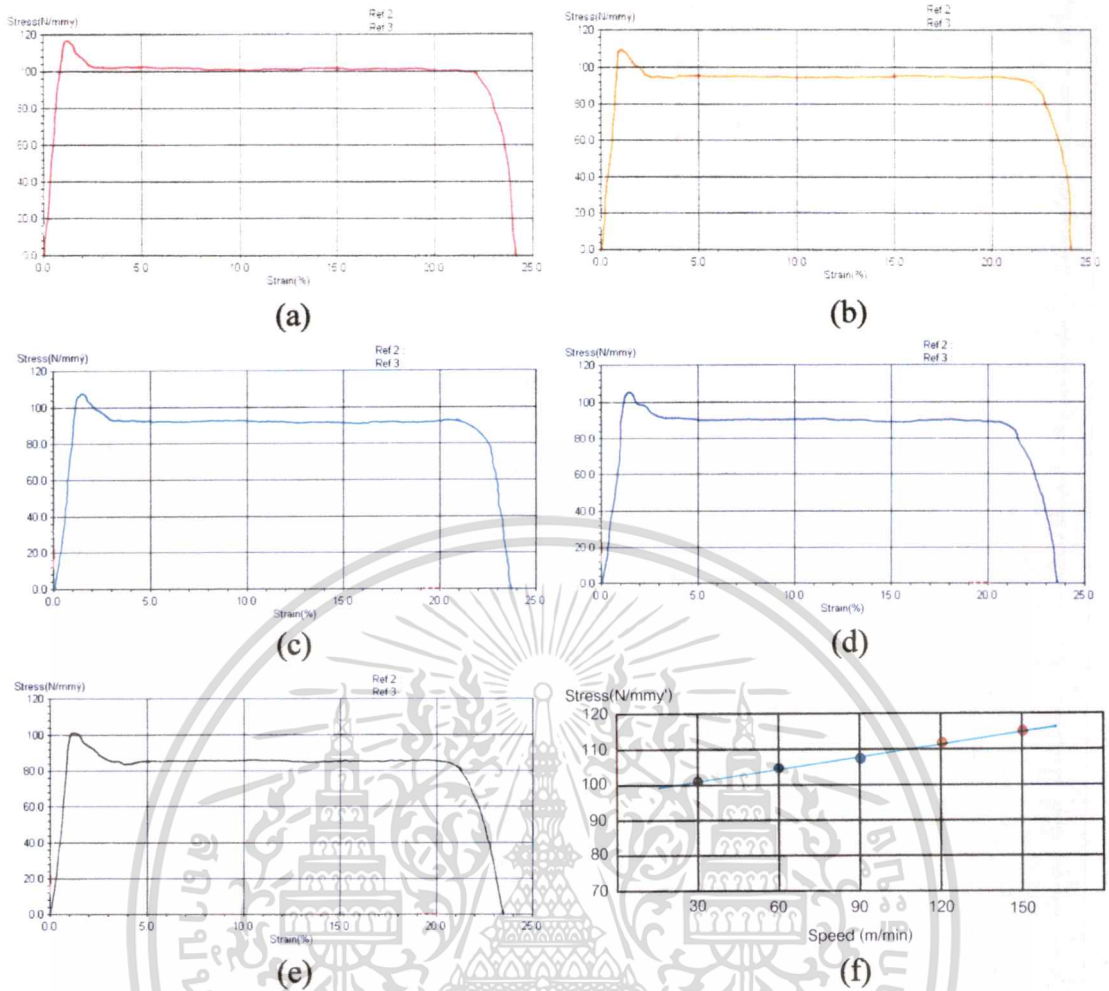 Stress(N/mmy)
Ref 2
Ref 3
120
100
80.0
60.0
40.0
20.0
0.0
0.0 5.0 10.0 15.0 20.0 25.0
Strain(%)
(a)
Stress(N/mmy)
Ref 2
Ref 3
120
100
80.0
60.0
40.0
20.0
0.0
0.0 5.0 10.0 15.0 20.0 25.0
Strain(%)
(b)
Stress(N/mmy)
Ref 2 :
Ref 3
120
100
80.0
60.0
40.0
20.0
0.0
0.0 5.0 10.0 15.0 20.0 25.0
Strain(%)
(c)
Stress(N/mmy)
Ref 2
Ref 3
120
100
80.0
60.0
40.0
20.0
0.0
0.0 5.0 10.0 15.0 20.0 25.0
Strain(%)
(d)
Stress(N/mmy)
Ref 2
Ref 3
120
100
80.0
60.0
40.0
20.0
0.0
0.0 5.0 10.0 15.0 20.0 25.0
Strain(%)
(e)
Stress(N/mmy')
120
110
100
90
80
70
30 60 90 120 150
Speed (m/min)
(f)